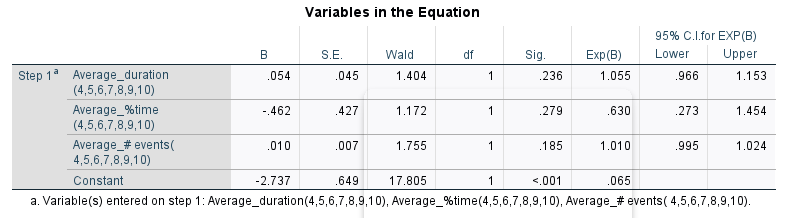 Variables in the Equation
95% C.I.for EXP(B)
B S.E. Wald df Sig. Exp(B) Lower Upper
Step 1a Average_duration (4,5,6,7,8,9,10) .054 .045 1.404 1 .236 1.055 .966 1.153
Average_%time (4,5,6,7,8,9,10) -.462 .427 1.172 1 .279 .630 .273 1.454
Average_# events( 4,5,6,7,8,9,10) .010 .007 1.755 1 .185 1.010 .995 1.024
Constant -2.737 .649 17.805 1 <.001 .065
a. Variable(s) entered on step 1: Average_duration(4,5,6,7,8,9,10), Average_%time(4,5,6,7,8,9,10), Average_# events( 4,5,6,7,8,9,10).